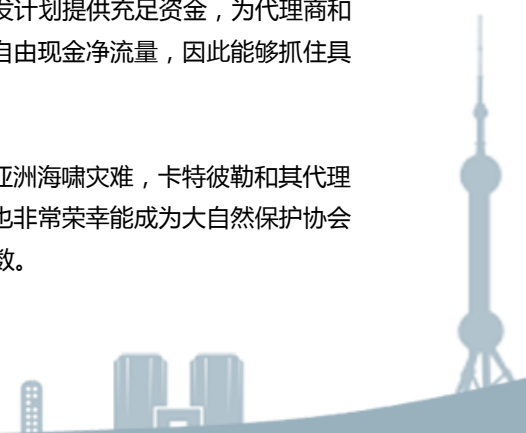 发计划提供充足资金，为代理商和
自由现金净流量，因此能够抓住具
亚洲海啸灾难，卡特彼勒和其代理
也非常荣幸能成为大自然保护协会
数。